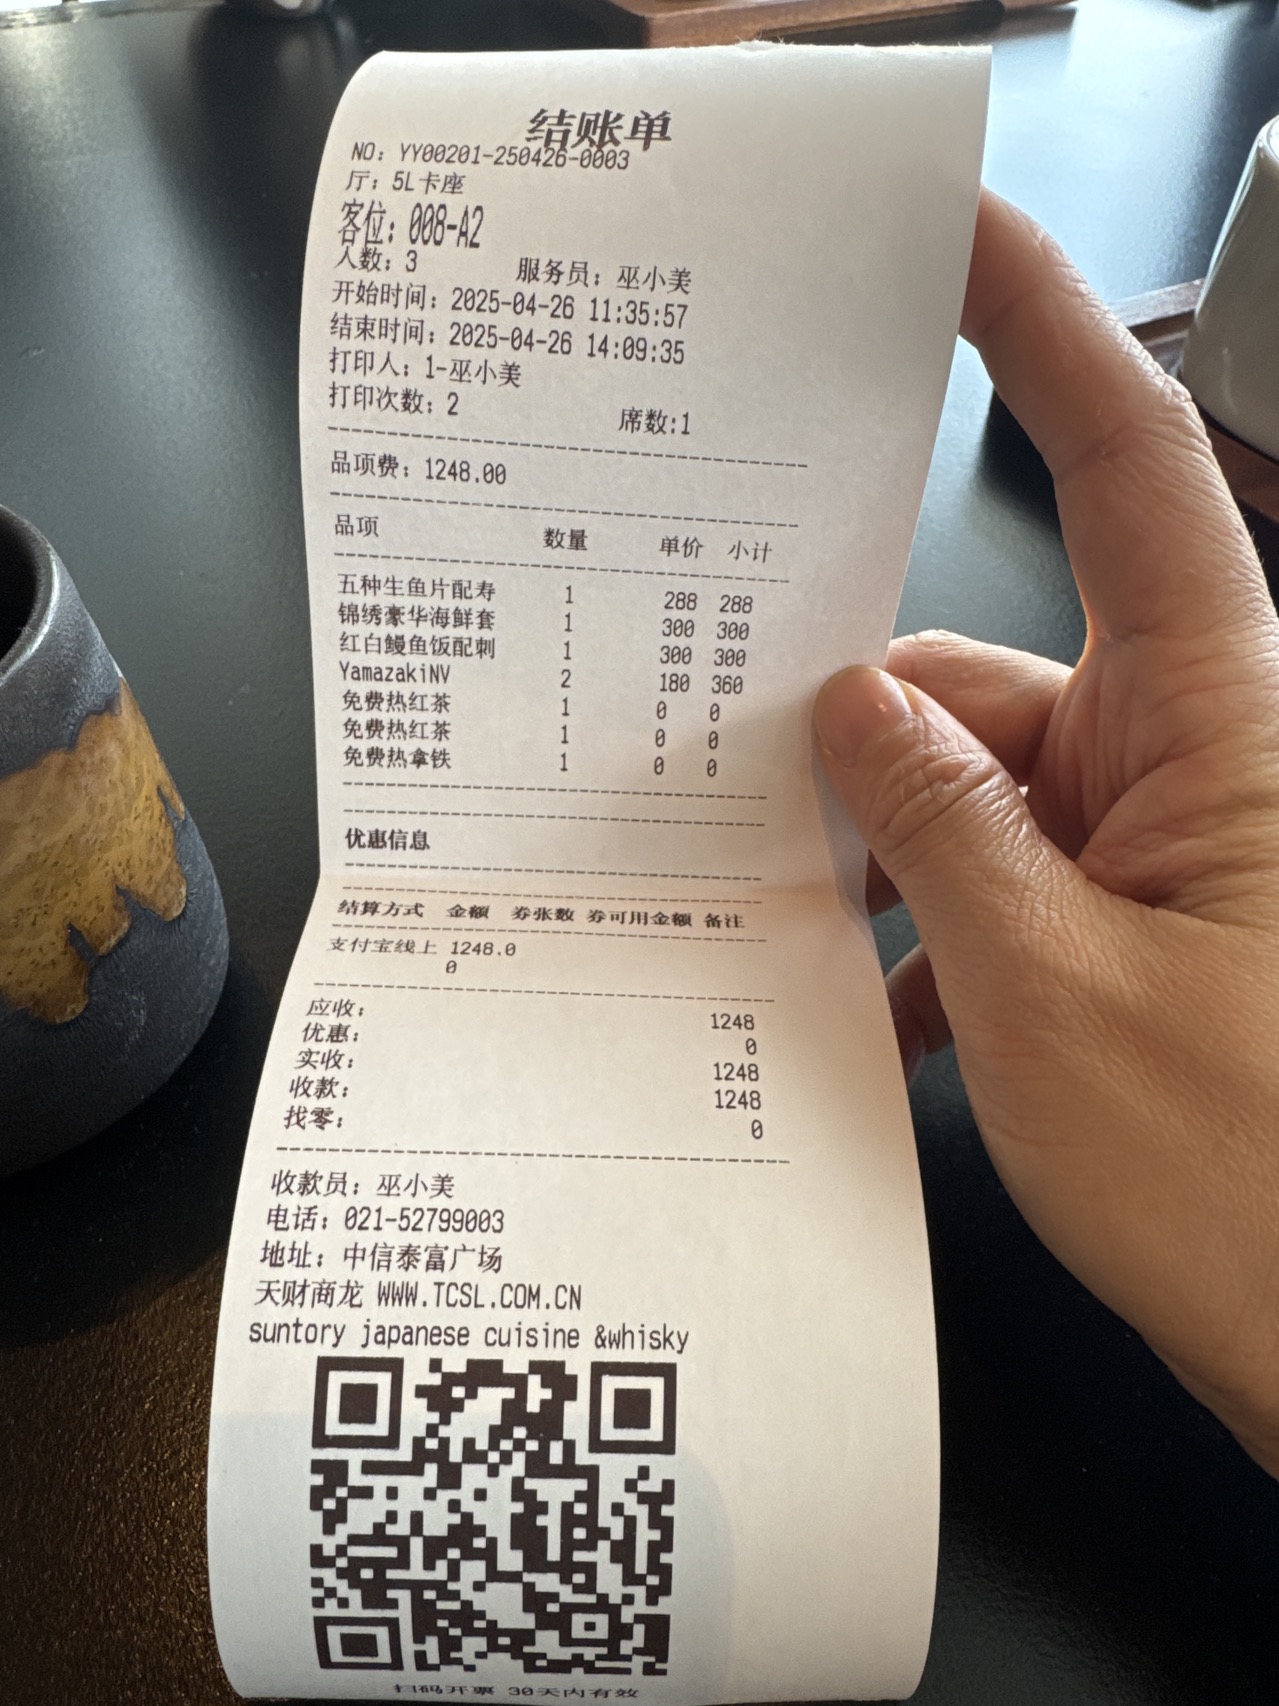 结账单
NO: YY00201-250426-0003
厅: 5L卡座
客位: 008-A2
人数: 3 服务员: 巫小美
开始时间: 2025-04-26 11:35:57
结束时间: 2025-04-26 14:09:35
打印人: 1-巫小美
打印次数: 2 席数:1
品项费: 1248.00
品项 数量 单价 小计
五种生鱼片配寿 1 288 288
锦绣豪华海鲜套 1 300 300
红白鳗鱼饭配刺 1 300 300
YamazakiNV 2 180 360
免费热红茶 1 0 0
免费热红茶 1 0 0
免费热拿铁 1 0 0
优惠信息
结算方式 金额 券张数 券可用金额 备注
支付宝线上 1248.0
0
应收: 1248
优惠: 0
实收: 1248
收款: 1248
找零: 0
收款员: 巫小美
电话: 021-52799003
地址: 中信泰富广场
天财商龙 WWW.TCSL.COM.CN
suntory japanese cuisine &whisky
扫码开票 30天内有效